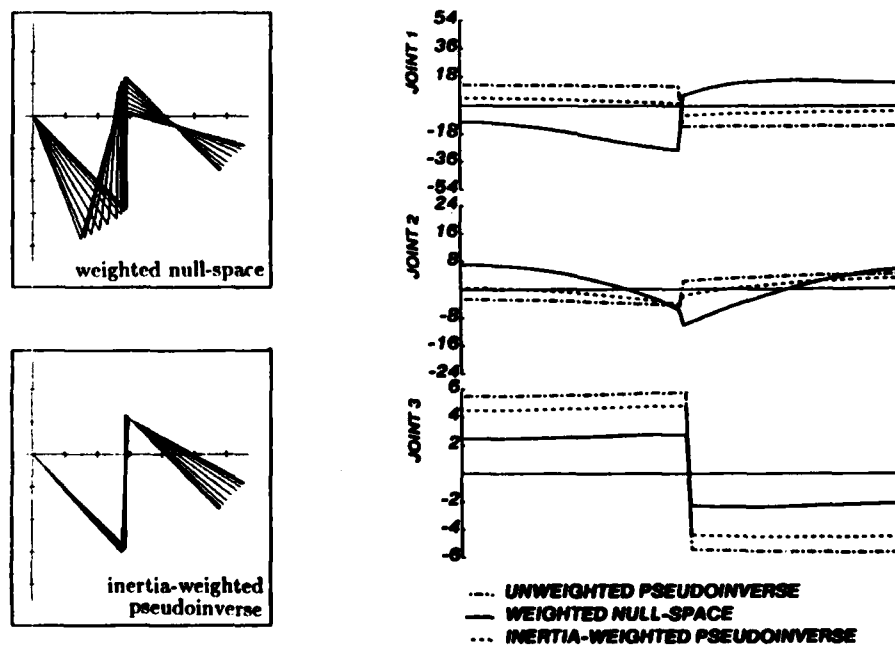 weighted null-space
inertia-weighted
pseudoinverse
JOINT 1
54
36
18
-18
-36
-54
JOINT 2
24
16
8
-8
-16
-24
JOINT 3
6
4
2
-2
-4
-6
UNWEIGHTED PSEUDOINVERSE
WEIGHTED NULL-SPACE
INERTIA-WEIGHTED PSEUDOINVERSE